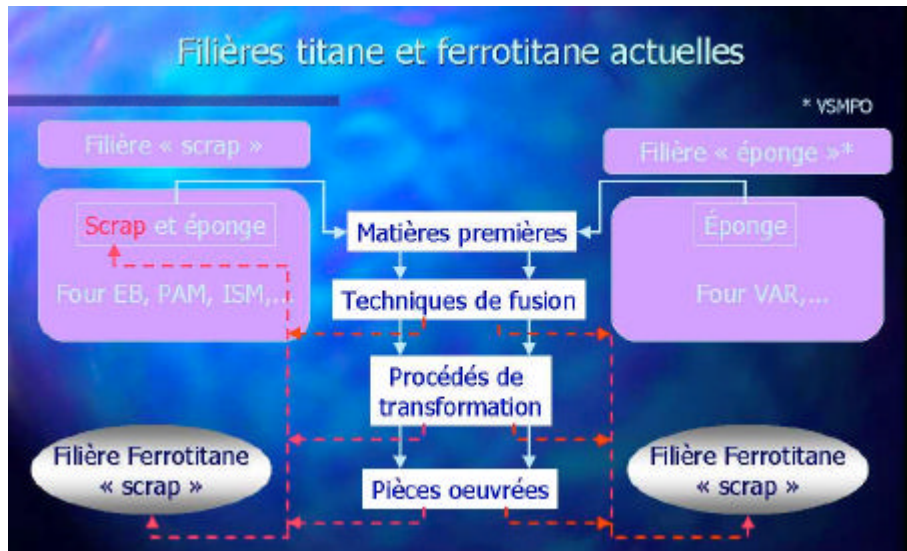 Filières titane et ferrotitane actuelles
* VSMPO
Filière « scrap »
Filière « éponge »*
Scrap et éponge
Four EB, PAM, ISM,...
Matières premières
Techniques de fusion
Procédés de
transformation
Pièces oeuvrées
Éponge
Four VAR,...
Filière Ferrotitane
« scrap »
Filière Ferrotitane
« scrap »